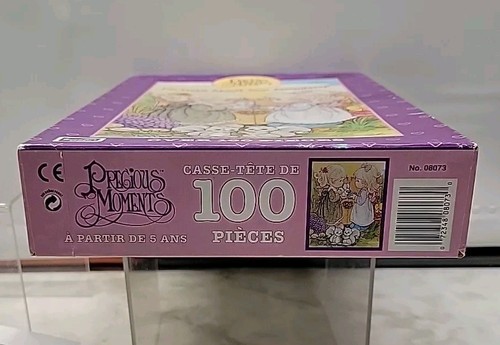 CE
Precious
Moments
A PARTIR DE 5 ANS
CASSE-TÊTE DE
100
PIÈCES
No. 08073